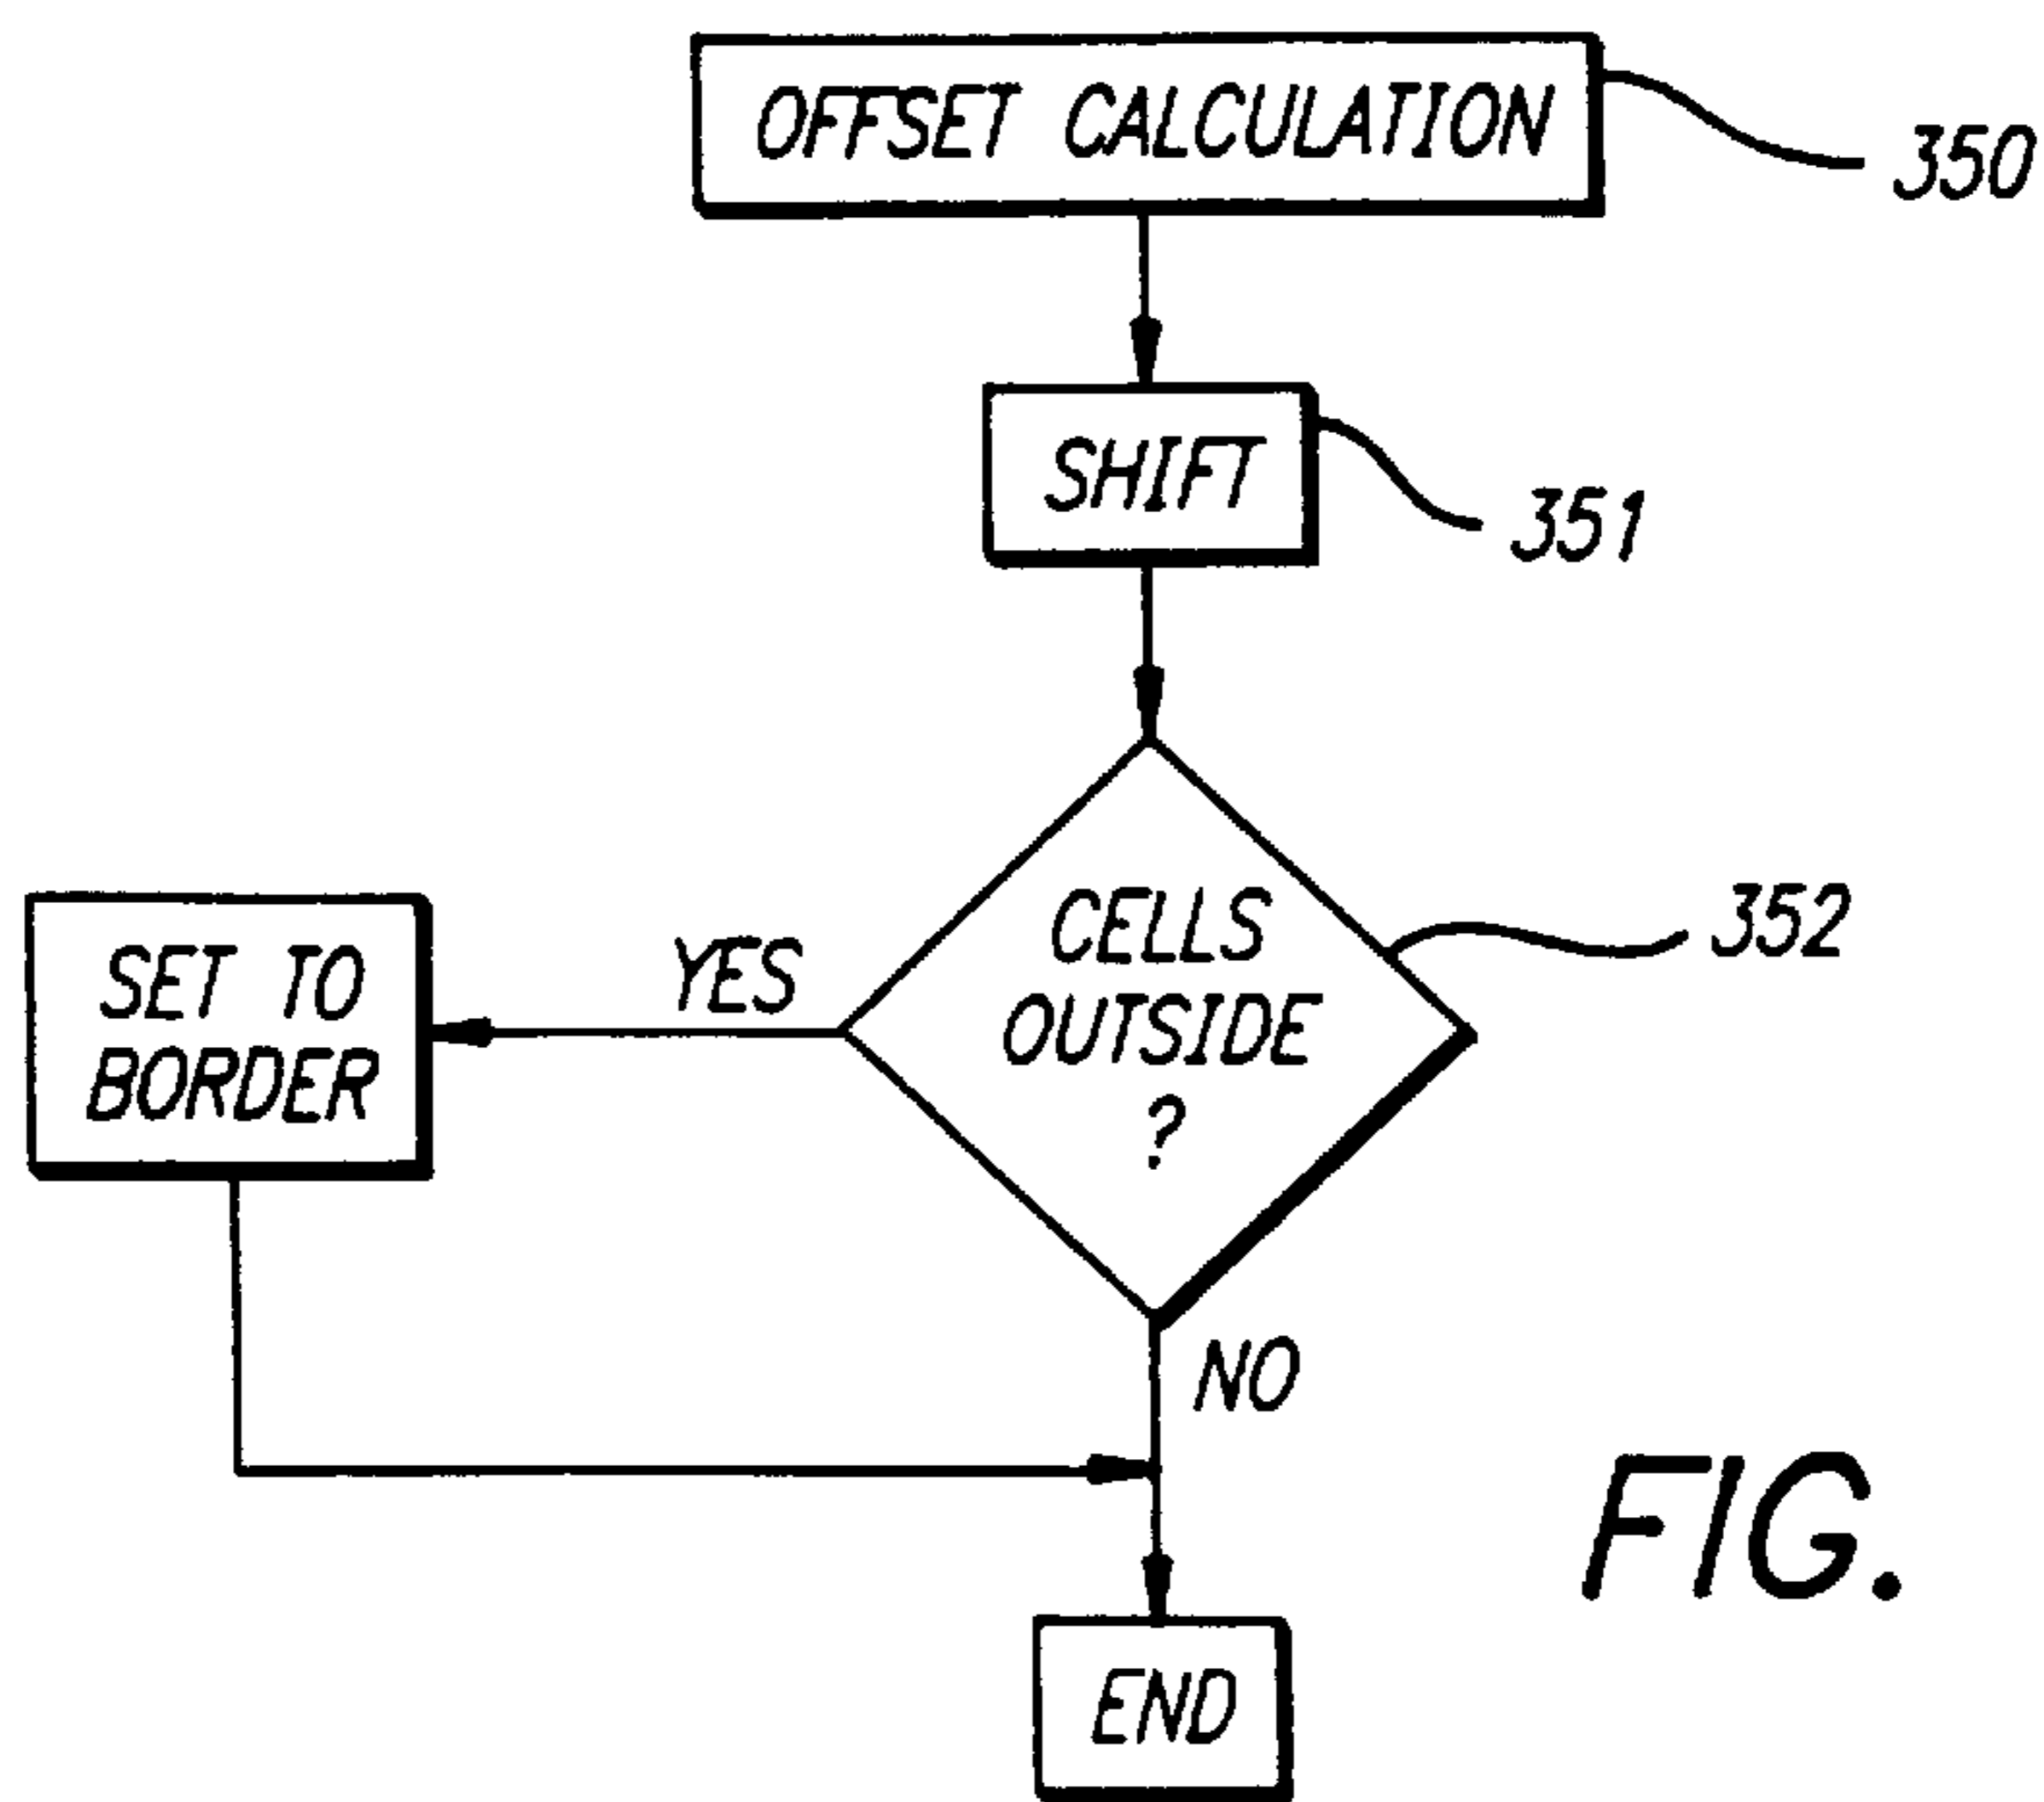 OFFSET CALCULATION
350
SHIFT
351
CELLS
OUTSIDE
?
352
YES
SET TO
BORDER
NO
FIG.
END